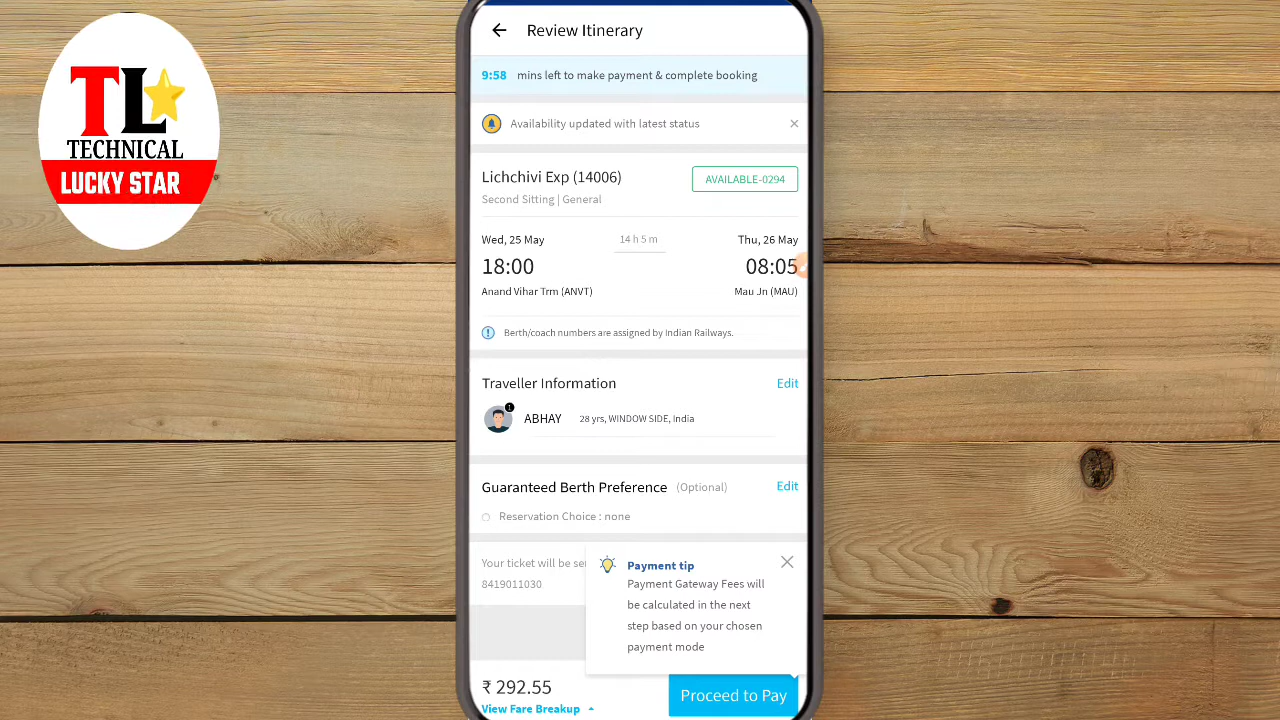 TL
TECHNICAL
LUCKY STAR
Review Itinerary
9:58 mins left to make payment & complete booking
Availability updated with latest status
Lichchivi Exp (14006)
AVAILABLE-0294
Second Sitting | General
Wed, 25 May
14 h 5 m
Thu, 26 May
18:00
08:05
Anand Vihar Trm (ANVT)
Mau Jn (MAU)
Berth/coach numbers are assigned by Indian Railways.
Traveller Information
Edit
1
ABHAY
28 yrs, WINDOW SIDE, India
Guaranteed Berth Preference (Optional)
Edit
Reservation Choice : none
Your ticket will be
8419011030
Payment tip
Payment Gateway Fees will
be calculated in the next
step based on your chosen
payment mode
₹ 292.55
View Fare Breakup
Proceed to Pay